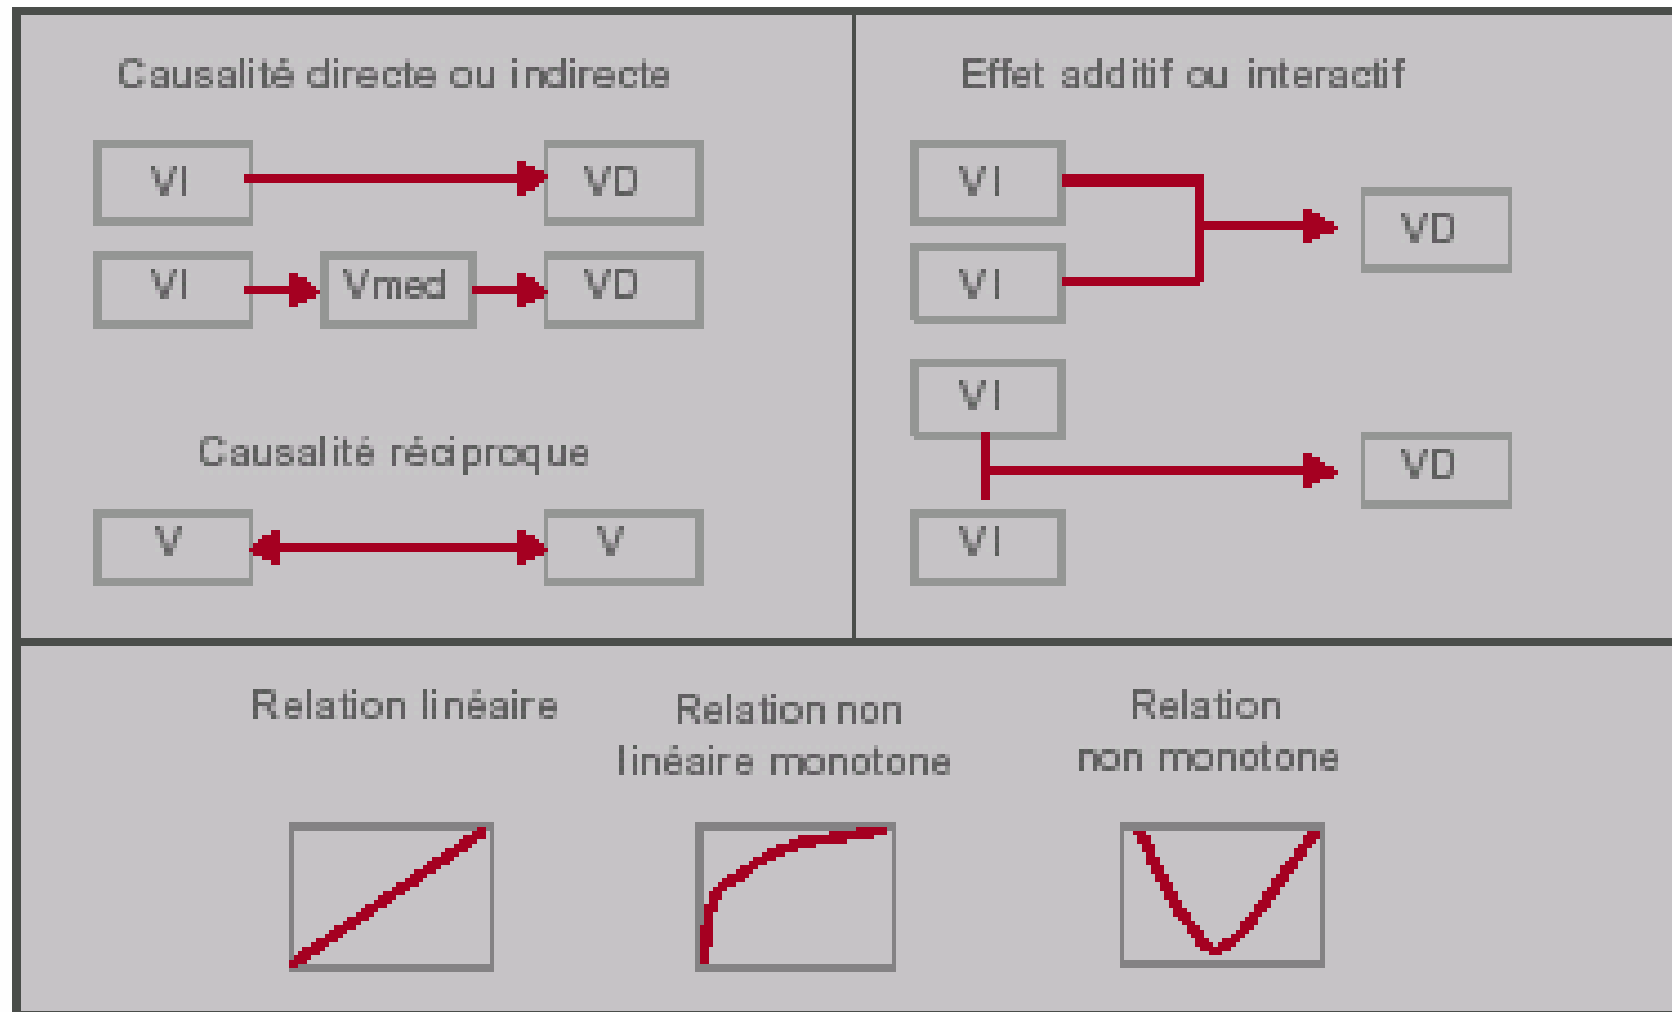 Causalité directe ou indirecte
VI VD
VI Vmed VD
Causalité réciproque
V V
Effet additif ou interactif
VI
VI
VD
VI
VD
VI
Relation linéaire
Relation non
linéaire monotone
Relation
non monotone